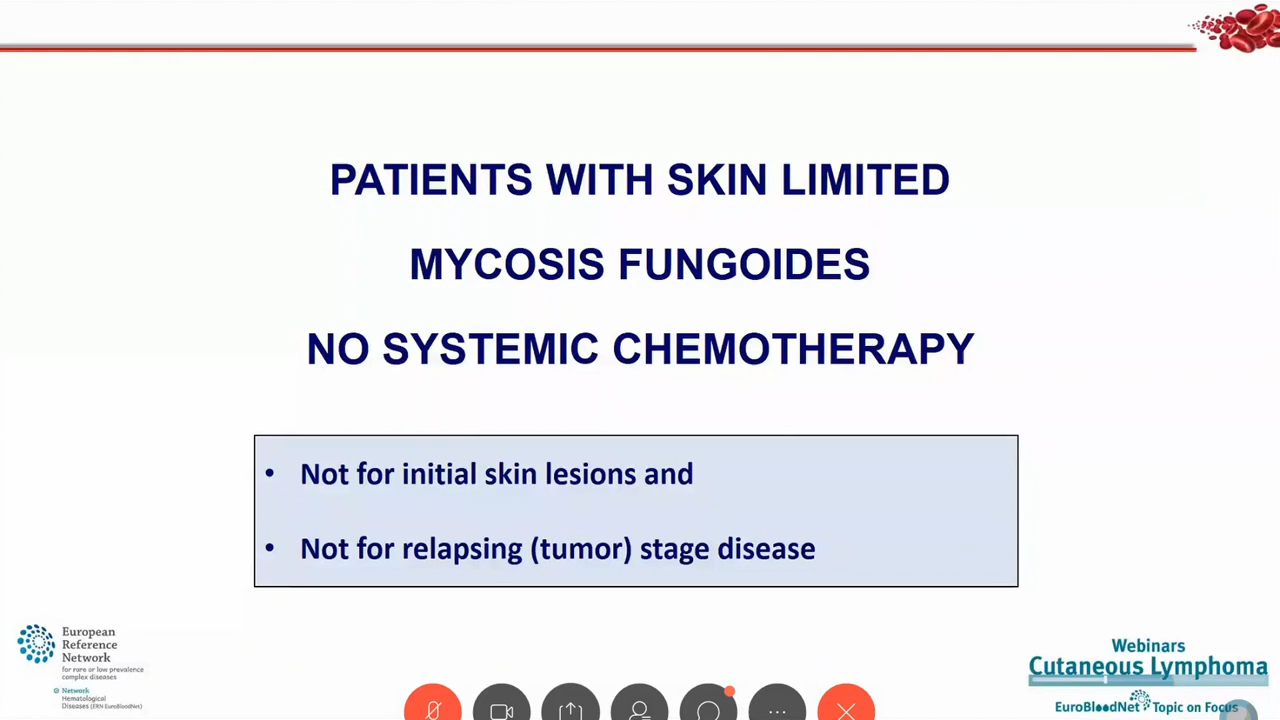 PATIENTS WITH SKIN LIMITED
MYCOSIS FUNGOIDES
NO SYSTEMIC CHEMOTHERAPY
• Not for initial skin lesions and
• Not for relapsing (tumor) stage disease
European
Reference
Network
for rare or low prevalence
complex diseases
Network
Hematological
Diseases (ERN EuroBloodNet)
Webinars
Cutaneous Lymphoma
EuroBloodNet Topic on Focus